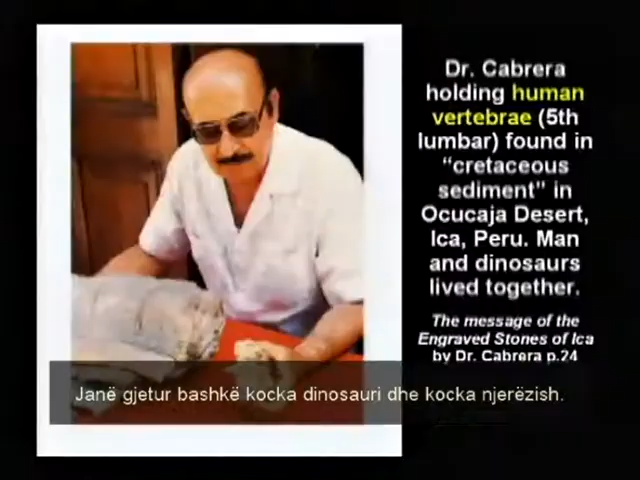 Dr. Cabrera
holding human
vertebrae (5th
lumbar) found in
“cretaceous
sediment” in
Ocucaja Desert,
Ica, Peru. Man
and dinosaurs
lived together.
The message of the
Engraved Stones of Ica
by Dr. Cabrera p.24
Janë gjetur bashkë kocka dinosauri dhe kocka njerëzish.